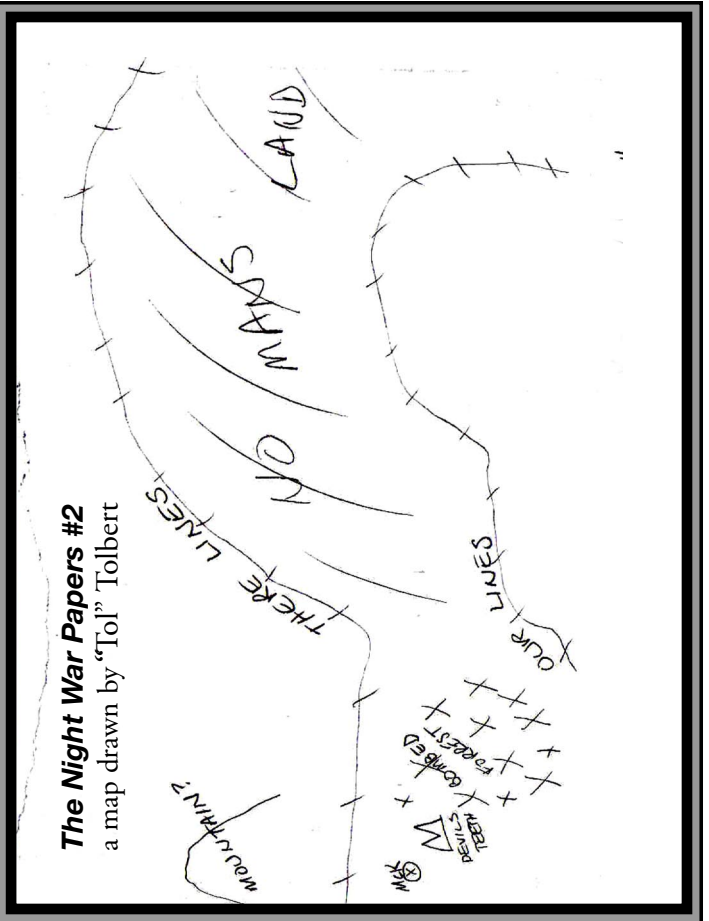 The Night War Papers #2
a map drawn by “Tol” Tolbert
MOUNTAIN?
THERE LINES
NO MANS LAND
OUR LINES
BOMBED
FORREST
DEVILS
TEETH